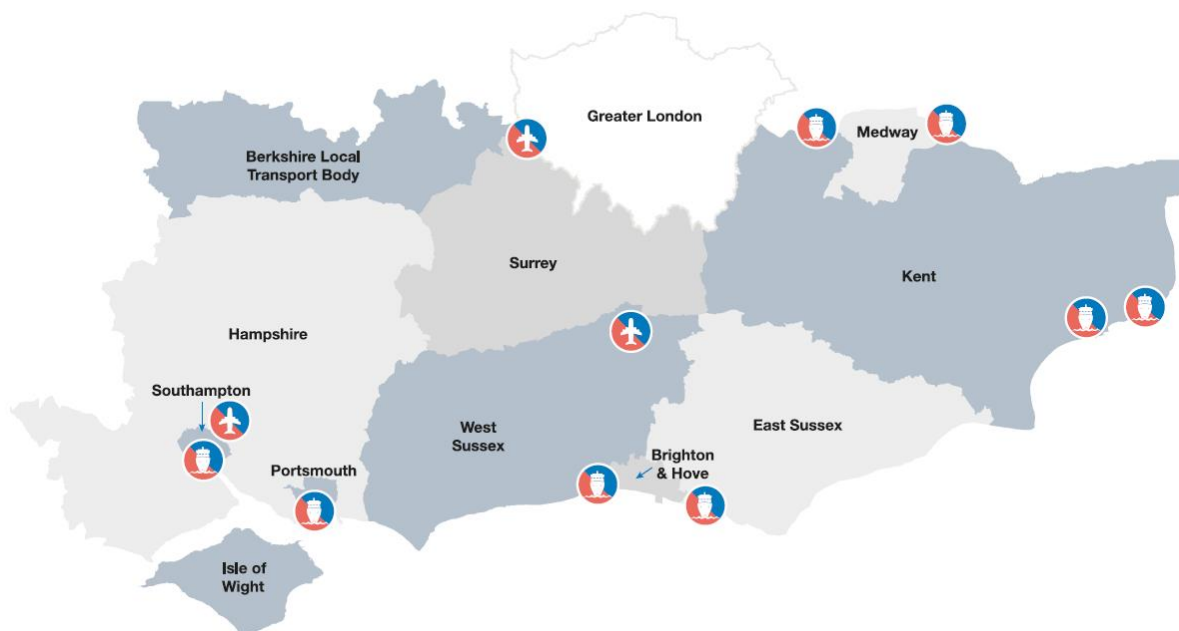 Greater London
Medway
Berkshire Local
Transport Body
Surrey
Kent
Hampshire
Southampton
West
Sussex
East Sussex
Brighton
& Hove
Portsmouth
Isle of
Wight